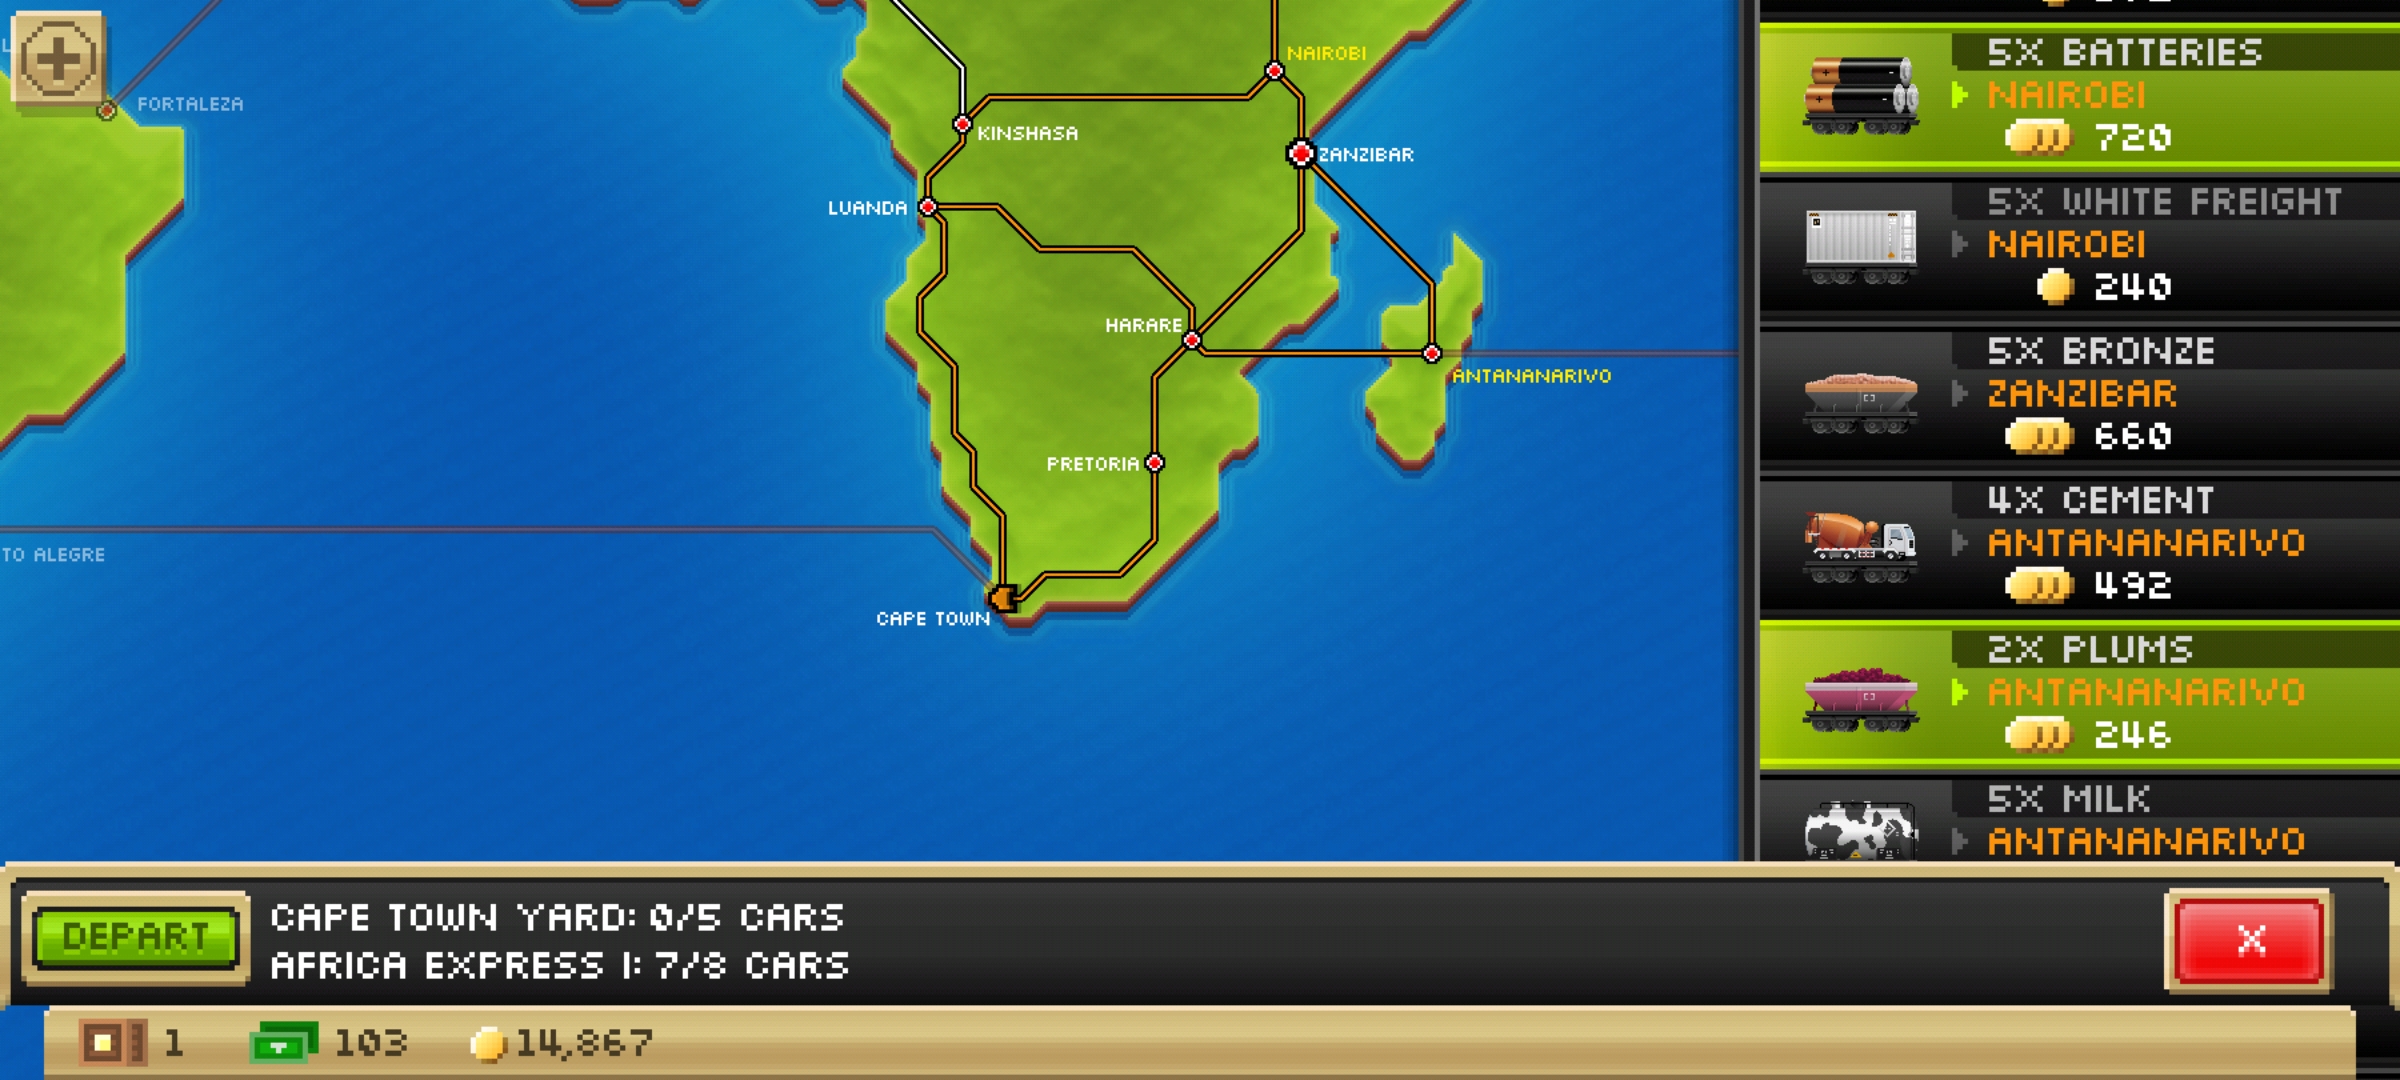 NAIROBI
FORTALEZA
KINSHASA
ZANZIBAR
LUANDA
HARARE
ANTANANARIVO
PRETORIA
TO ALEGRE
CAPE TOWN
5X BATTERIES
NAIROBI
720
5X WHITE FREIGHT
NAIROBI
240
5X BRONZE
ZANZIBAR
660
4X CEMENT
ANTANANARIVO
492
2X PLUMS
ANTANANARIVO
246
5X MILK
ANTANANARIVO
DEPART
CAPE TOWN YARD: 0/5 CARS
AFRICA EXPRESS I: 7/8 CARS
X
1
103
14,867